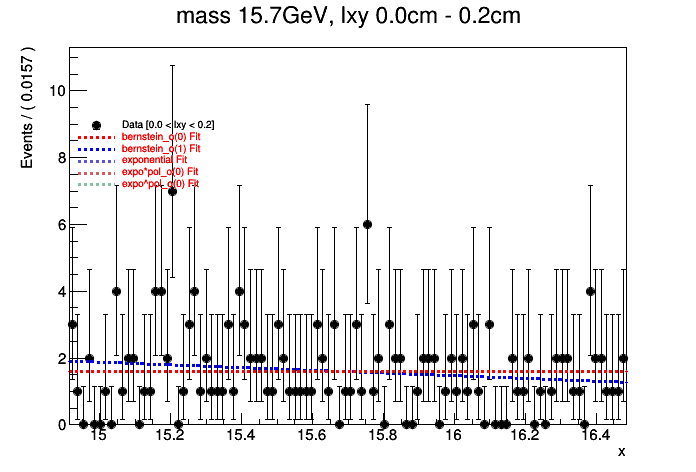 mass 15.7GeV, lxy 0.0cm - 0.2cm
Events / ( 0.0157 )
10
8
6
4
2
0
Data [0.0 < lxy < 0.2]
bernstein_o(0) Fit
bernstein_o(1) Fit
exponential Fit
expo*pol_o(0) Fit
expo^pol_o(0) Fit
15 15.2 15.4 15.6 15.8 16 16.2 16.4
x